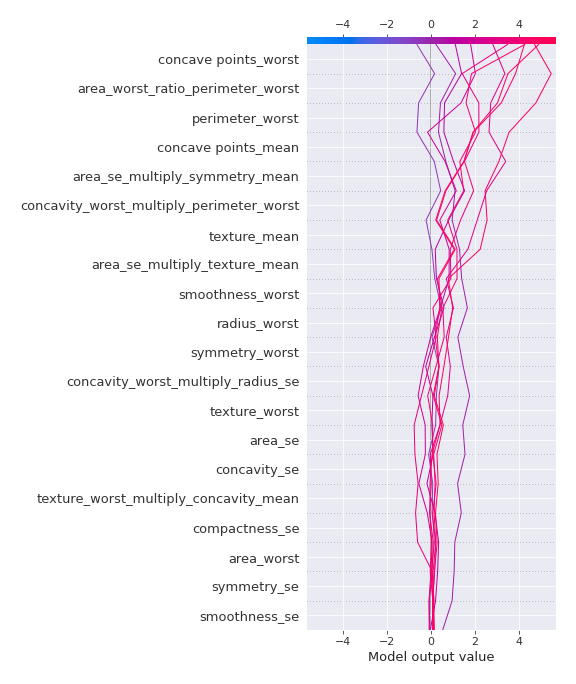 −4 −2 0 2 4
concave points_worst
area_worst_ratio_perimeter_worst
perimeter_worst
concave points_mean
area_se_multiply_symmetry_mean
concavity_worst_multiply_perimeter_worst
texture_mean
area_se_multiply_texture_mean
smoothness_worst
radius_worst
symmetry_worst
concavity_worst_multiply_radius_se
texture_worst
area_se
concavity_se
texture_worst_multiply_concavity_mean
compactness_se
area_worst
symmetry_se
smoothness_se
−4 −2 0 2 4
Model output value